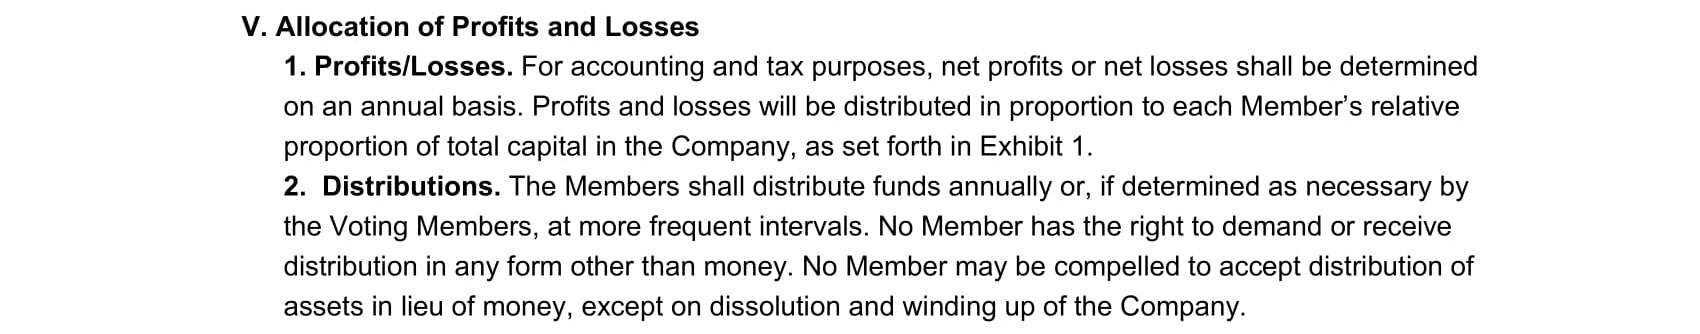 V. Allocation of Profits and Losses
1. Profits/Losses. For accounting and tax purposes, net profits or net losses shall be determined
on an annual basis. Profits and losses will be distributed in proportion to each Member’s relative
proportion of total capital in the Company, as set forth in Exhibit 1.
2.  Distributions. The Members shall distribute funds annually or, if determined as necessary by
the Voting Members, at more frequent intervals. No Member has the right to demand or receive
distribution in any form other than money. No Member may be compelled to accept distribution of
assets in lieu of money, except on dissolution and winding up of the Company.